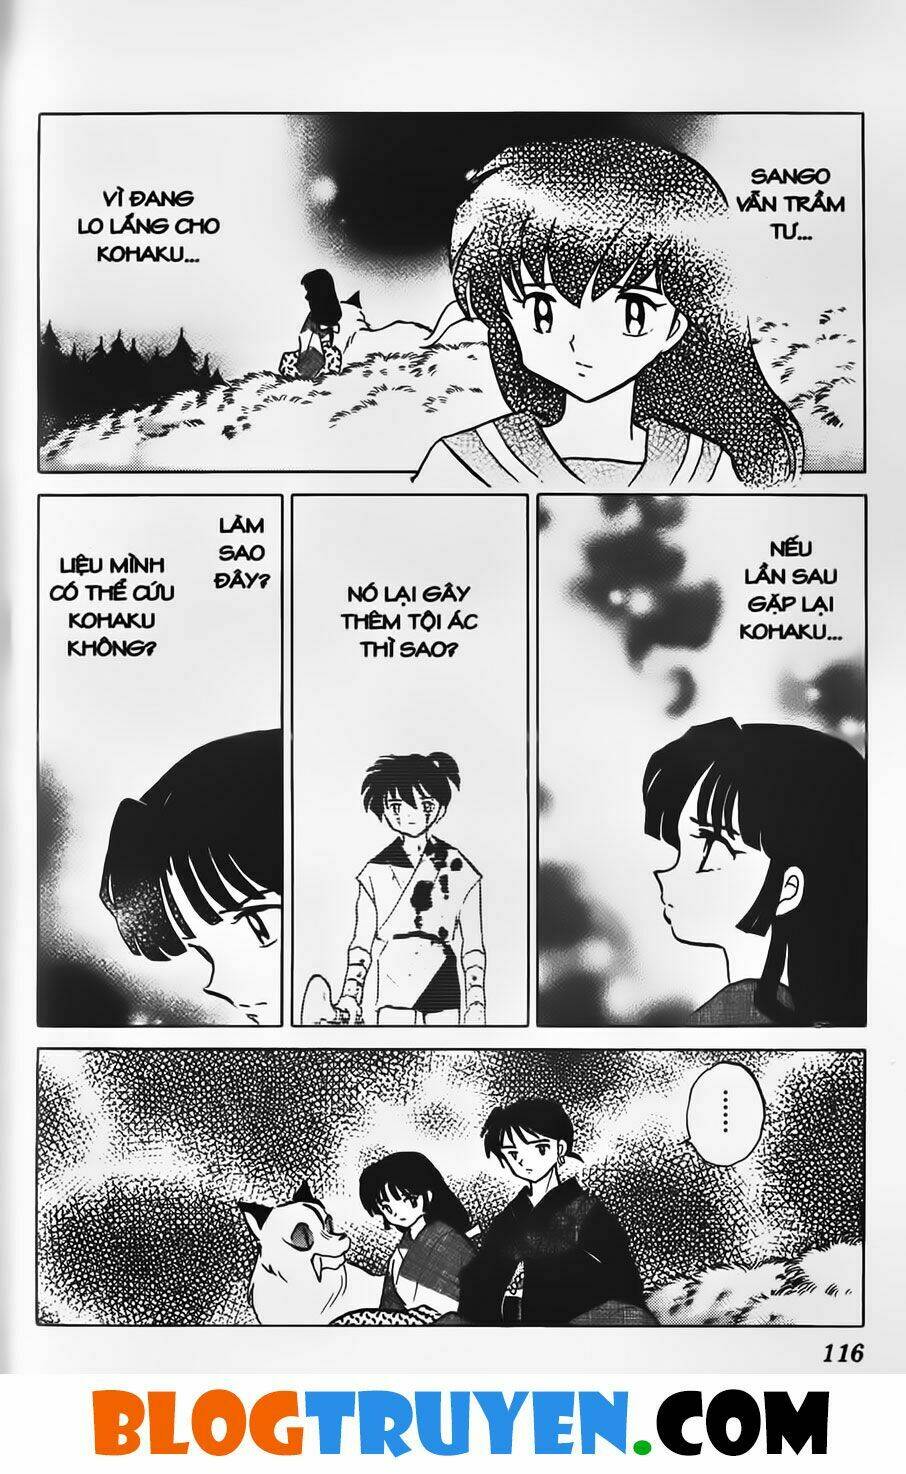 SANGO
VẪN TRẦM
TƯ...
VÌ ĐANG
LO LẮNG CHO
KOHAKU...
NẾU
LẦN SAU
GẶP LẠI
KOHAKU...
NÓ LẠI GÂY
THÊM TỘI ÁC
THÌ SAO?
LÀM
SAO
ĐÂY?
LIỆU MÌNH
CÓ THỂ CỨU
KOHAKU
KHÔNG?
......
116
BLOGTRUYEN.COM